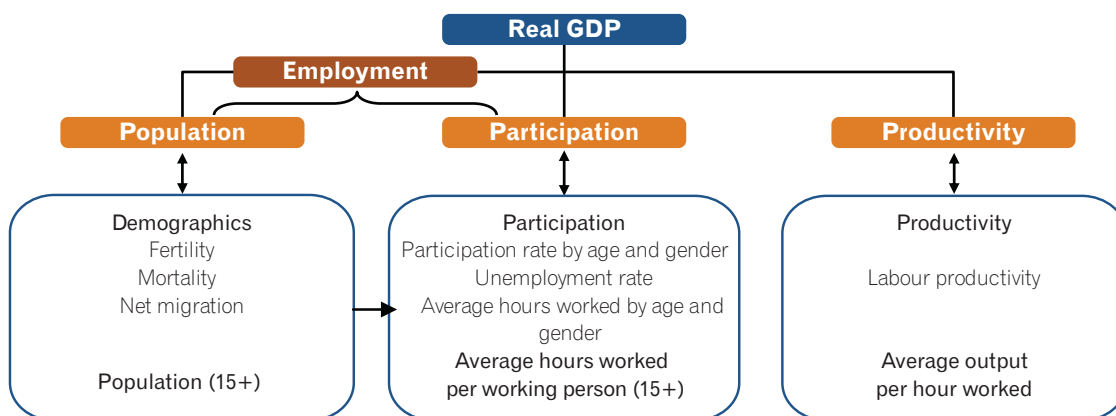 Real GDP
Employment
Population
Participation
Productivity
Demographics
Fertility
Mortality
Net migration
Population (15+)
Participation
Participation rate by age and gender
Unemployment rate
Average hours worked by age and
gender
Average hours worked
per working person (15+)
Productivity
Labour productivity
Average output
per hour worked